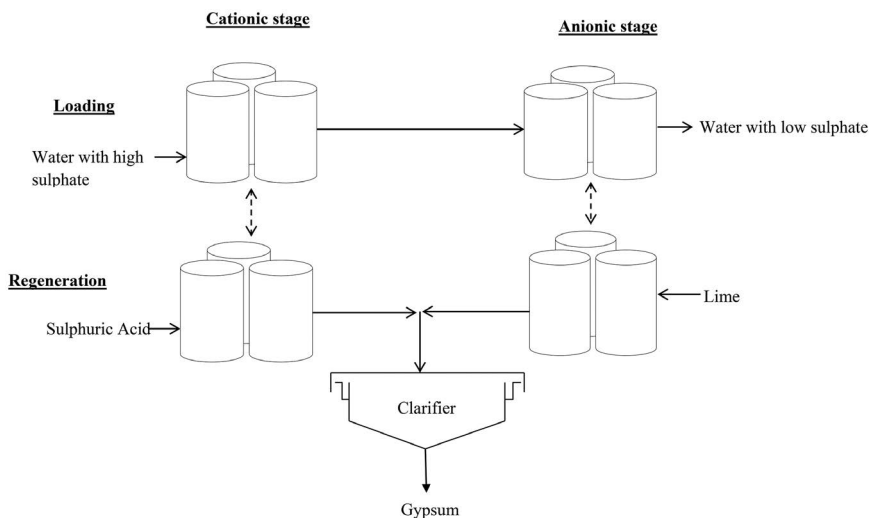 Cationic stage
Anionic stage
Loading
Water with high
sulphate
Water with low sulphate
Regeneration
Sulphuric Acid
Lime
Clarifier
Gypsum